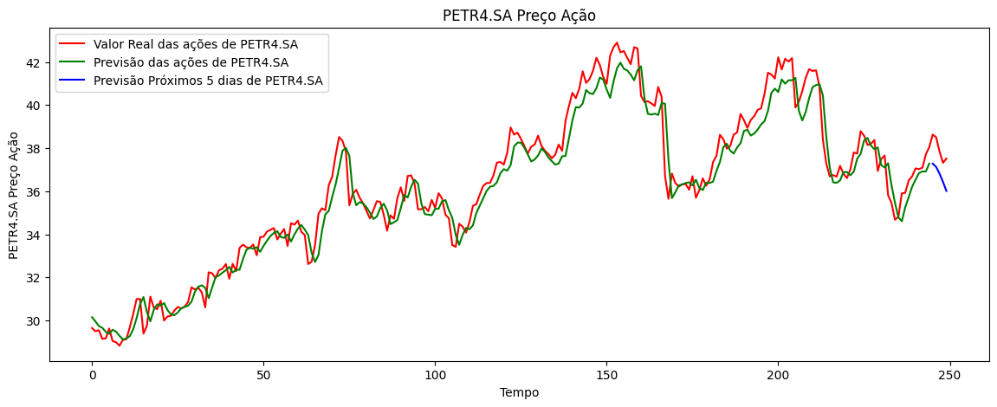 PETR4.SA Preço Ação
Valor Real das ações de PETR4.SA
Previsão das ações de PETR4.SA
Previsão Próximos 5 dias de PETR4.SA
PETR4.SA Preço Ação
42
40
38
36
34
32
30
0 50 100 150 200 250
Tempo